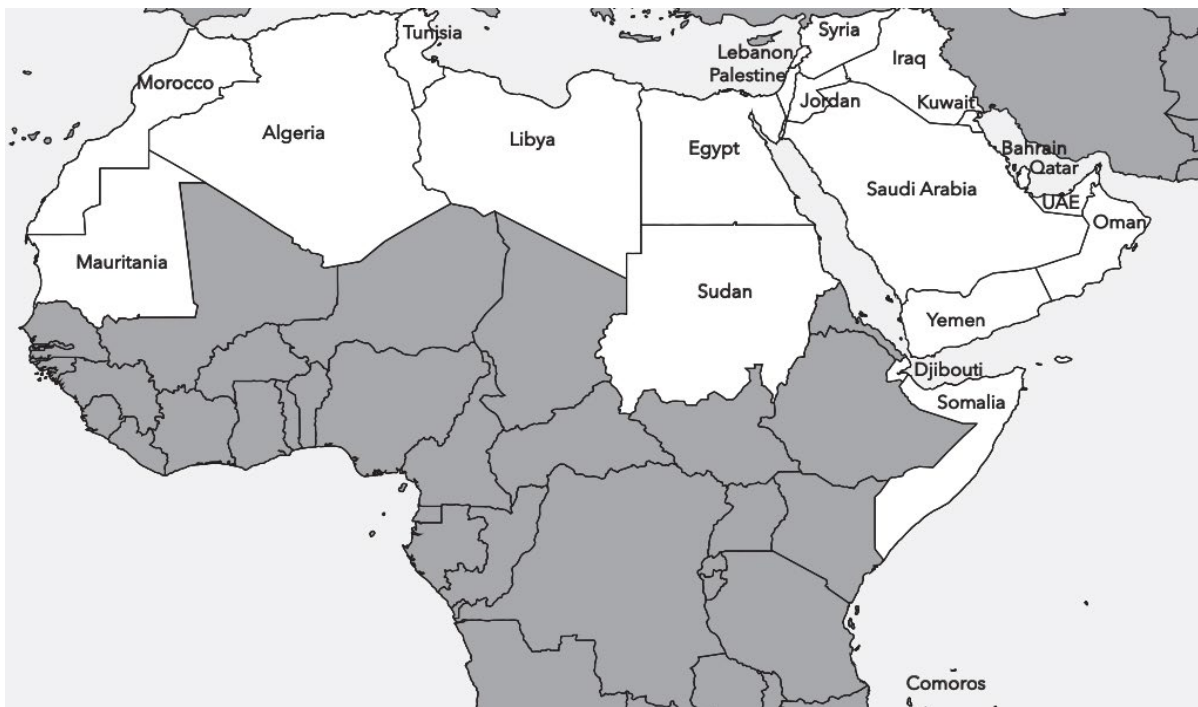 Tunisia
Syria
Lebanon
Iraq
Morocco
Palestine
Jordan
Kuwait
Algeria
Libya
Egypt
Bahrain
Qatar
Saudi Arabia
UAE
Oman
Mauritania
Sudan
Yemen
Djibouti
Somalia
Comoros